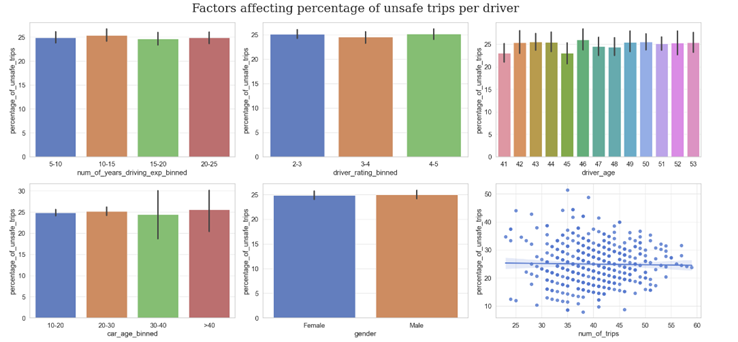 Factors affecting percentage of unsafe trips per driver
percentage_of_unsafe_trips
25
20
15
10
5
0
5-10 10-15 15-20 20-25
num_of_years_driving_exp_binned
percentage_of_unsafe_trips
25
20
15
10
5
0
2-3 3-4 4-5
driver_rating_binned
percentage_of_unsafe_trips
25
20
15
10
5
0
41 42 43 44 45 46 47 48 49 50 51 52 53
driver_age
percentage_of_unsafe_trips
30
25
20
15
10
5
0
10-20 20-30 30-40 >40
car_age_binned
percentage_of_unsafe_trips
25
20
15
10
5
0
Female Male
gender
percentage_of_unsafe_trips
50
40
30
20
10
25 30 35 40 45 50 55 60
num_of_trips